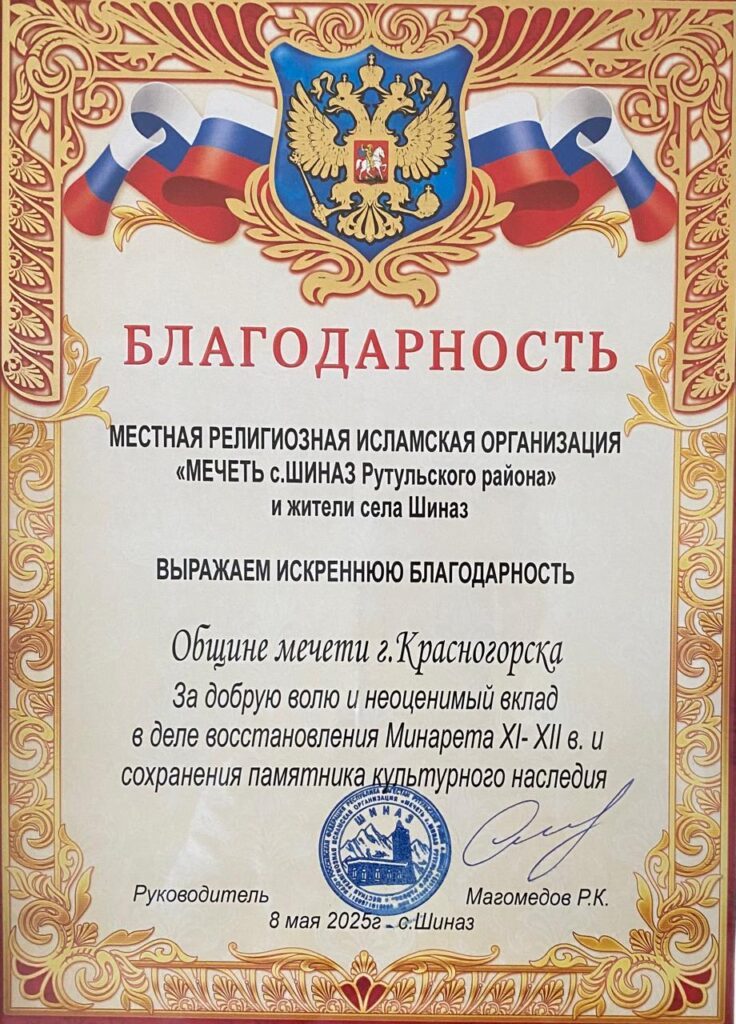 БЛАГОДАРНОСТЬ
МЕСТНАЯ РЕЛИГИОЗНАЯ ИСЛАМСКАЯ ОРГАНИЗАЦИЯ
«МЕЧЕТЬ с.ШИНАЗ Рутульского района»
и жители села Шиназ
ВЫРАЖАЕМ ИСКРЕННЮЮ БЛАГОДАРНОСТЬ
Общине мечети г.Красногорска
За добрую волю и неоценимый вклад
в деле восстановления Минарета XI- XII в. и
сохранения памятника культурного наследия
ШИНАЗ
Руководитель Магомедов Р.К.
8 мая 2025г с.Шиназ